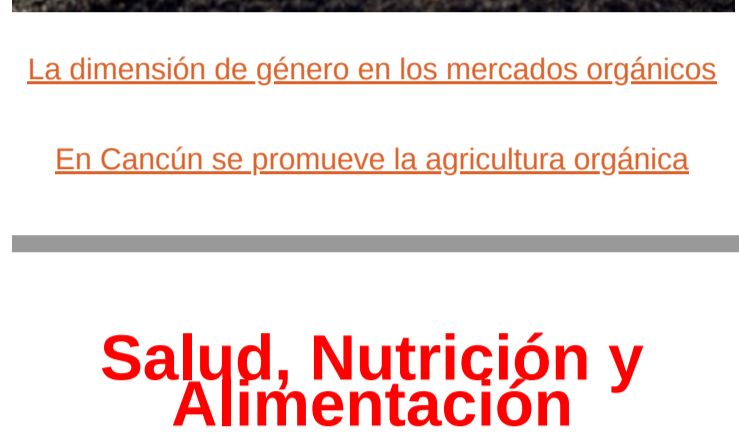 La dimensión de género en los mercados orgánicos
En Cancún se promueve la agricultura orgánica
Salud, Nutrición y
Alimentación